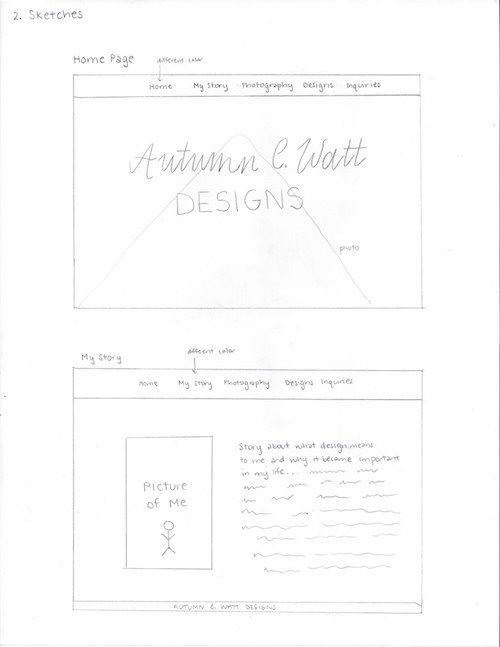 2. Sketches
Home Page
different color
Home My Story Photography Designs Inquiries
Autumn C. Watt
DESIGNS
photo
My Story
different color
Home My Story Photography Designs Inquiries
Story about what design means
to me and why it became important
in my life...
Picture
of Me
AUTUMN C. WATT DESIGNS